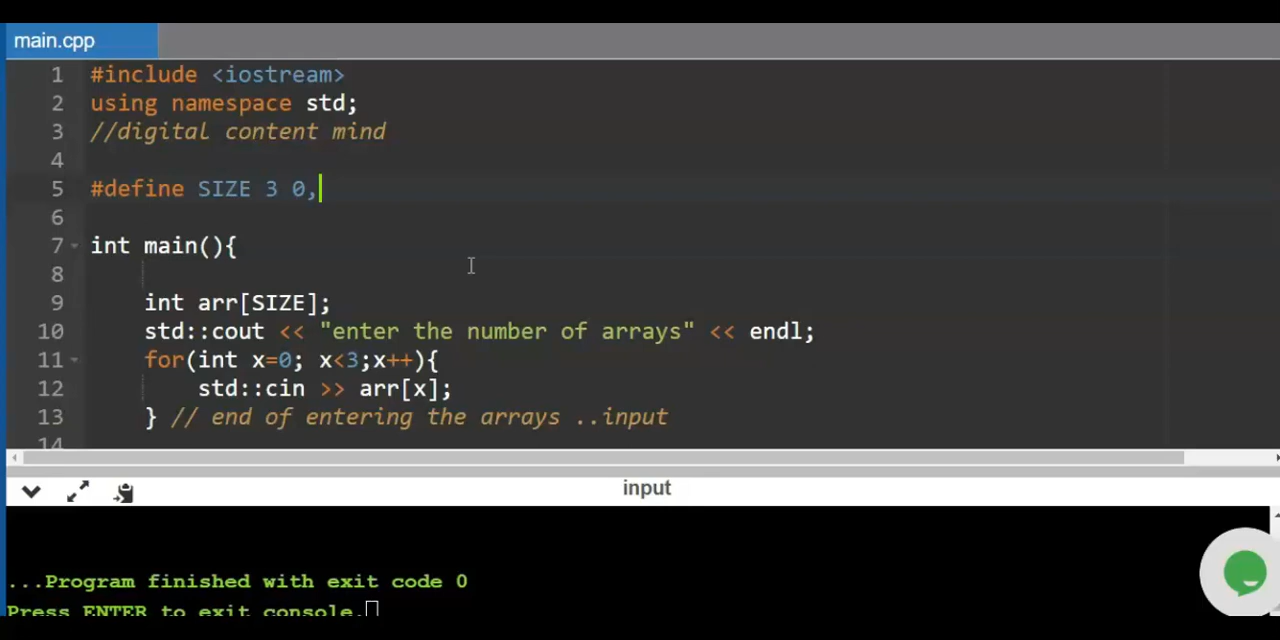 main.cpp
1 #include <iostream>
2 using namespace std;
3 //digital content mind
4
5 #define SIZE 3 0,
6
7 int main(){
8
9 int arr[SIZE];
10 std::cout << "enter the number of arrays" << endl;
11 for(int x=0; x<3;x++){
12 std::cin >> arr[x];
13 } // end of entering the arrays ..input
14
input
...Program finished with exit code 0
Press ENTER to exit console.